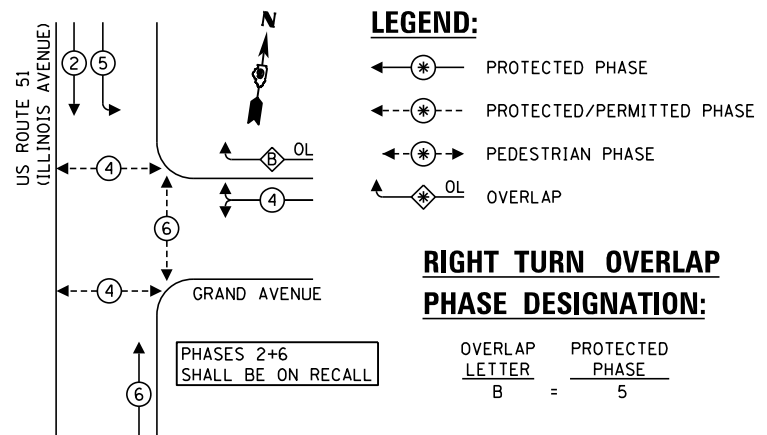 US ROUTE 51
(ILLINOIS AVENUE)
2
5
N
B
OL
4
4
6
4
GRAND AVENUE
PHASES 2+6
SHALL BE ON RECALL
6
LEGEND:
* PROTECTED PHASE
* PROTECTED/PERMITTED PHASE
* PEDESTRIAN PHASE
* OL OVERLAP
RIGHT TURN OVERLAP
PHASE DESIGNATION:
OVERLAP PROTECTED
LETTER PHASE
B = 5